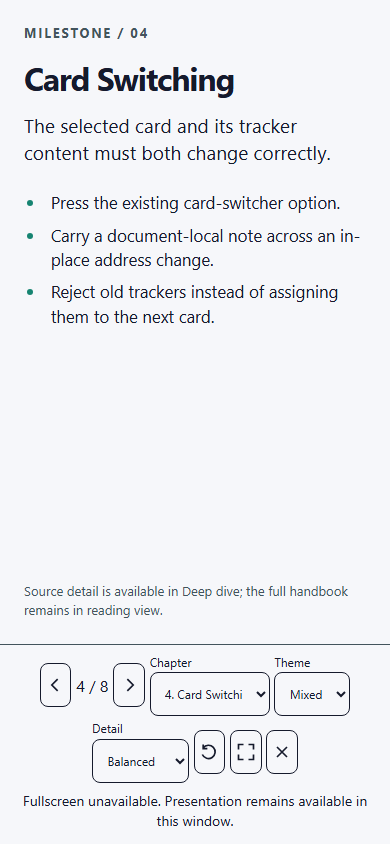 MILESTONE / 04
Card Switching
The selected card and its tracker
content must both change correctly.
• Press the existing card-switcher option.
• Carry a document-local note across an in-
place address change.
• Reject old trackers instead of assigning
them to the next card.
Source detail is available in Deep dive; the full handbook
remains in reading view.
Chapter
Theme
4 / 8
4. Card Switchi
Mixed
Detail
Balanced
Fullscreen unavailable. Presentation remains available in
this window.